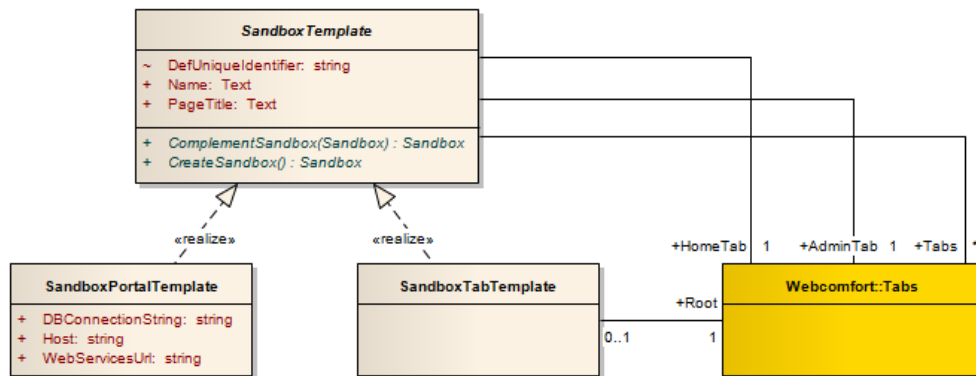 SandboxTemplate
~ DefUniqueIdentifier: string
+ Name: Text
+ PageTitle: Text
+ ComplementSandbox(Sandbox) : Sandbox
+ CreateSandbox() : Sandbox
«realize»
«realize»
+HomeTab 1
+AdminTab 1
+Tabs *
SandboxPortalTemplate
+ DBConnectionString: string
+ Host: string
+ WebServicesUrl: string
SandboxTabTemplate
0..1
+Root
1
Webcomfort::Tabs